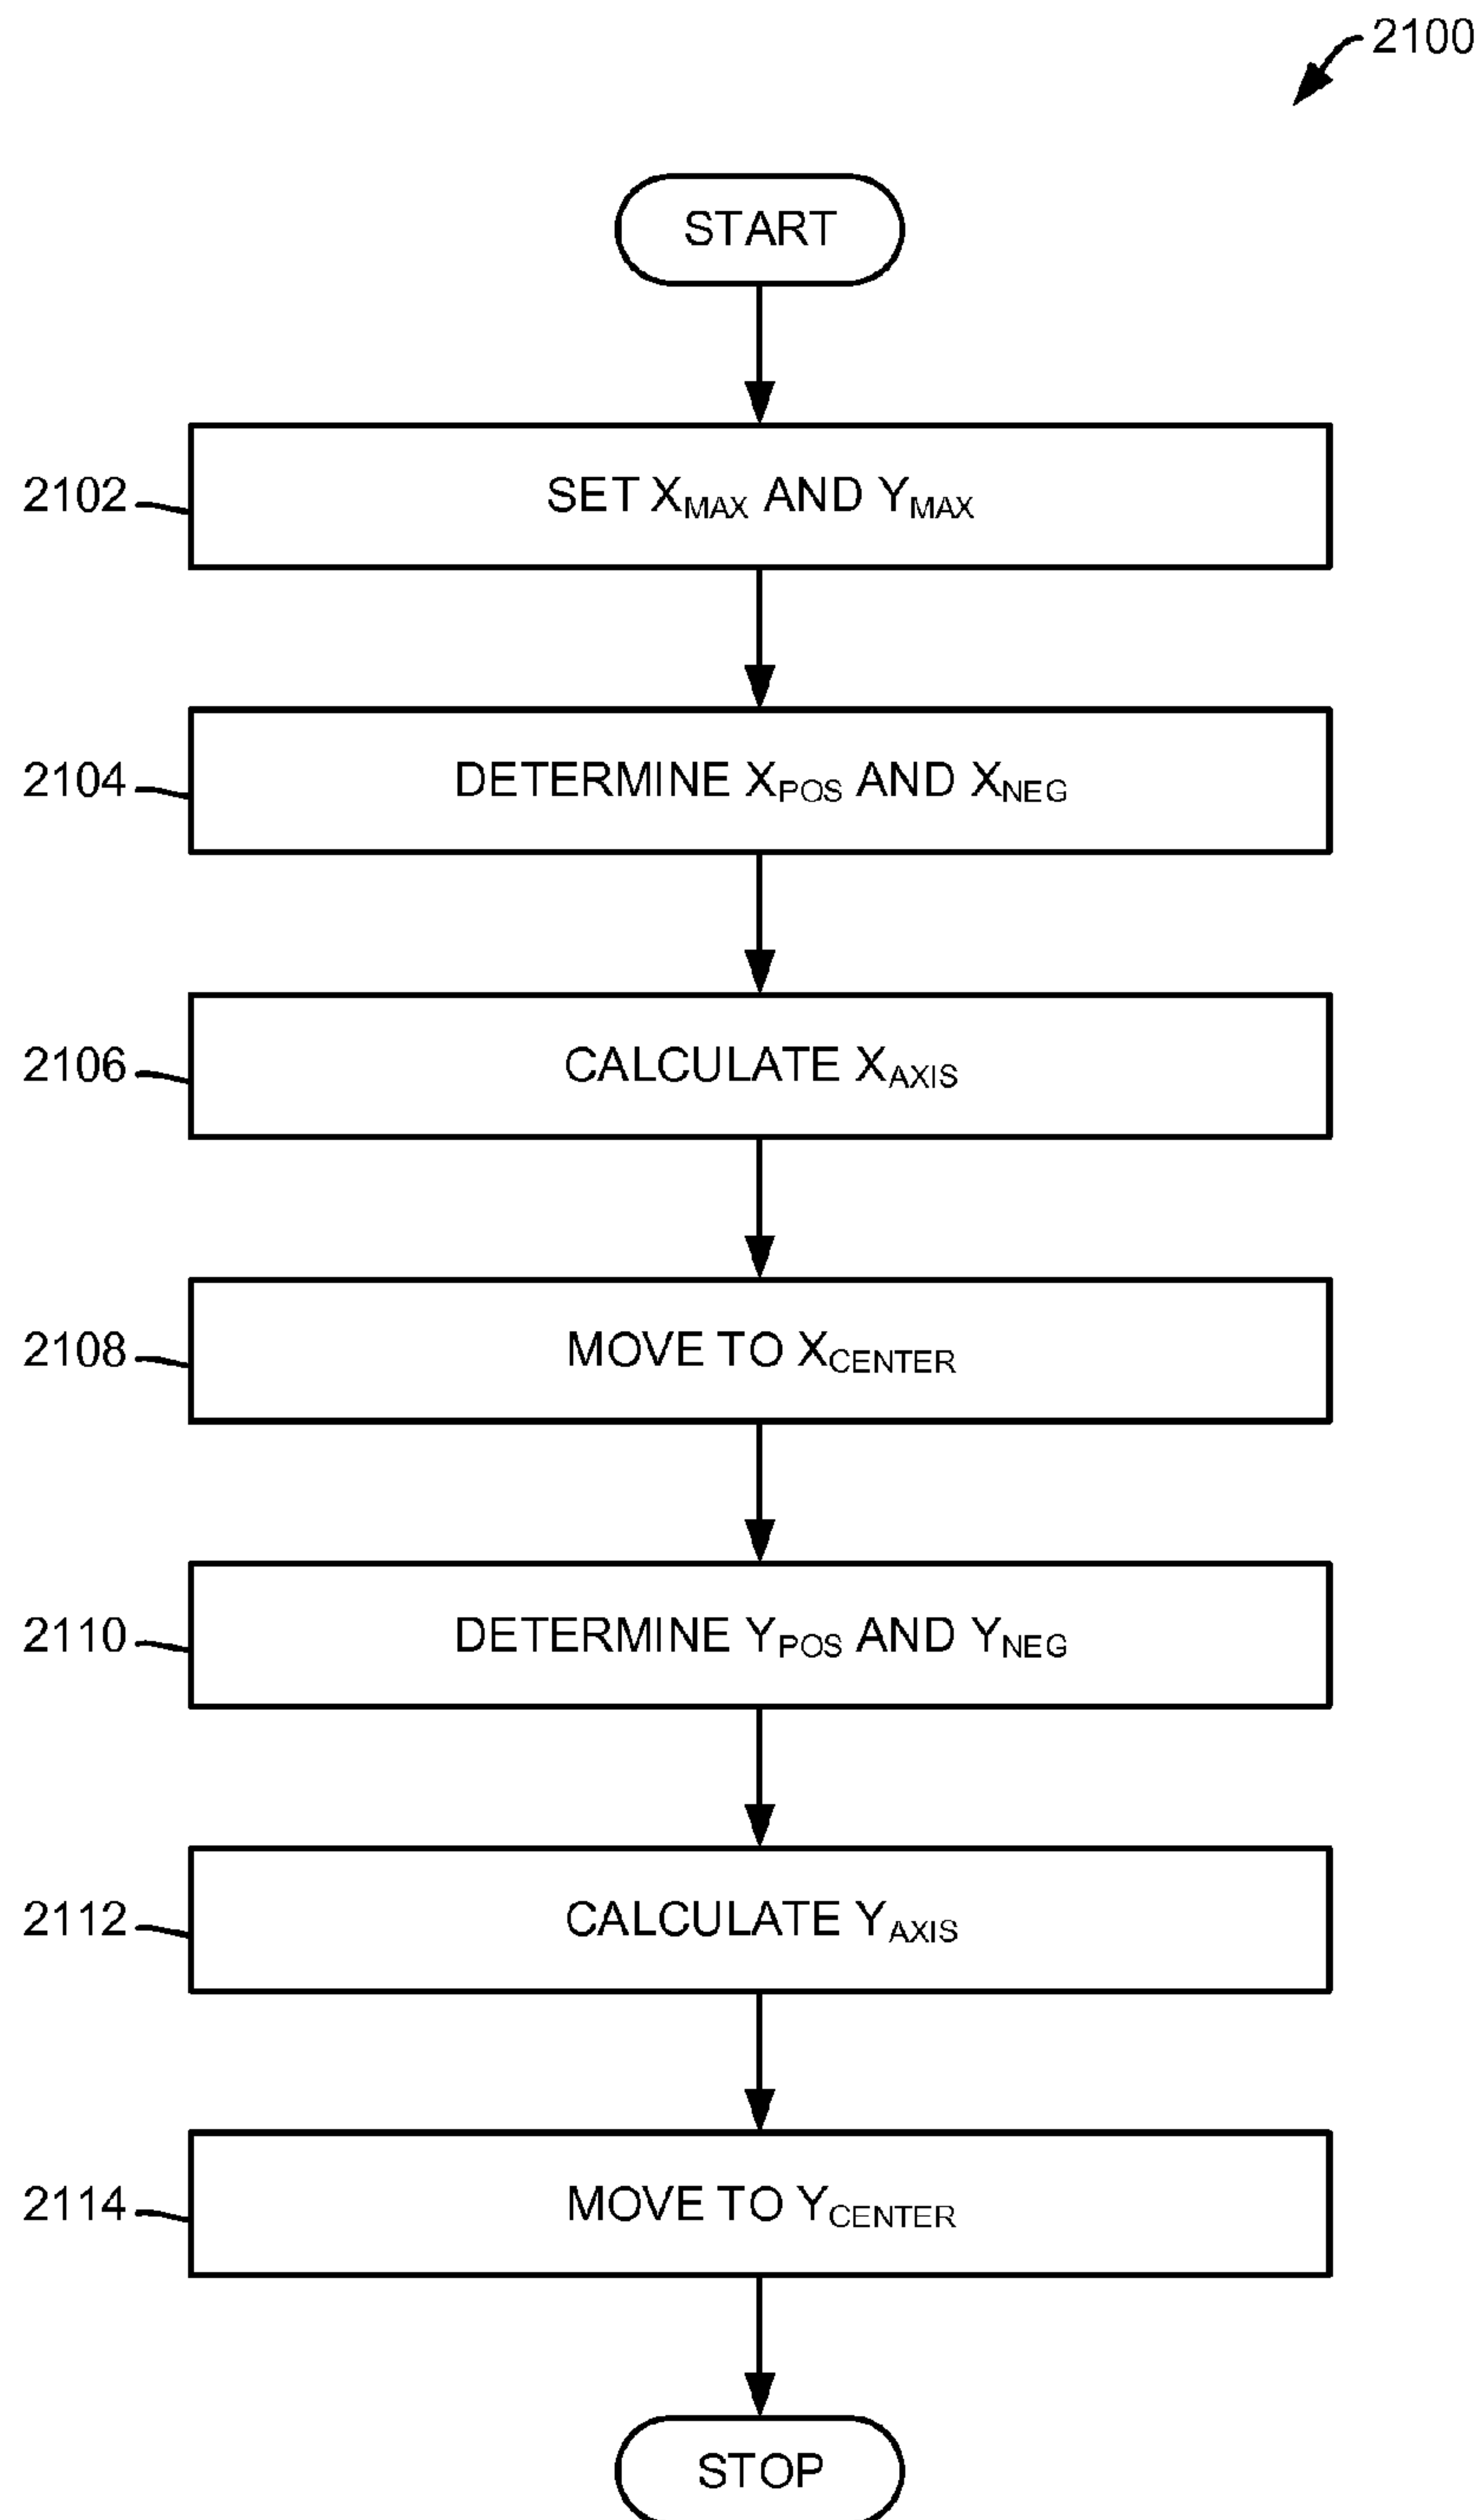 2100
START
2102 SET XMAX AND YMAX
2104 DETERMINE XPOS AND XNEG
2106 CALCULATE XAXIS
2108 MOVE TO XCENTER
2110 DETERMINE YPOS AND YNEG
2112 CALCULATE YAXIS
2114 MOVE TO YCENTER
STOP